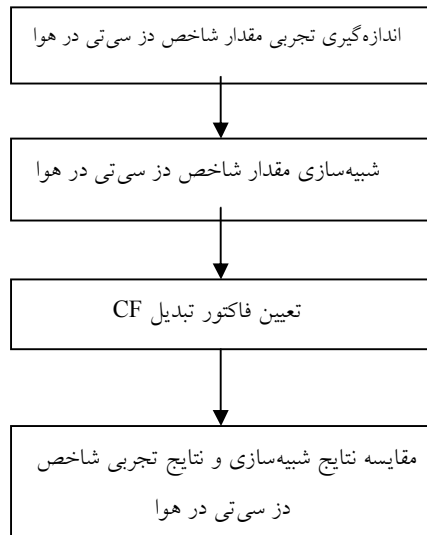 اندازه‌گیری تجربی مقدار شاخص دز سی‌تی در هوا
شبیه‌سازی مقدار شاخص دز سی‌تی در هوا
تعیین فاکتور تبدیل CF
مقایسه نتایج شبیه‌سازی و نتایج تجربی شاخص
دز سی‌تی در هوا